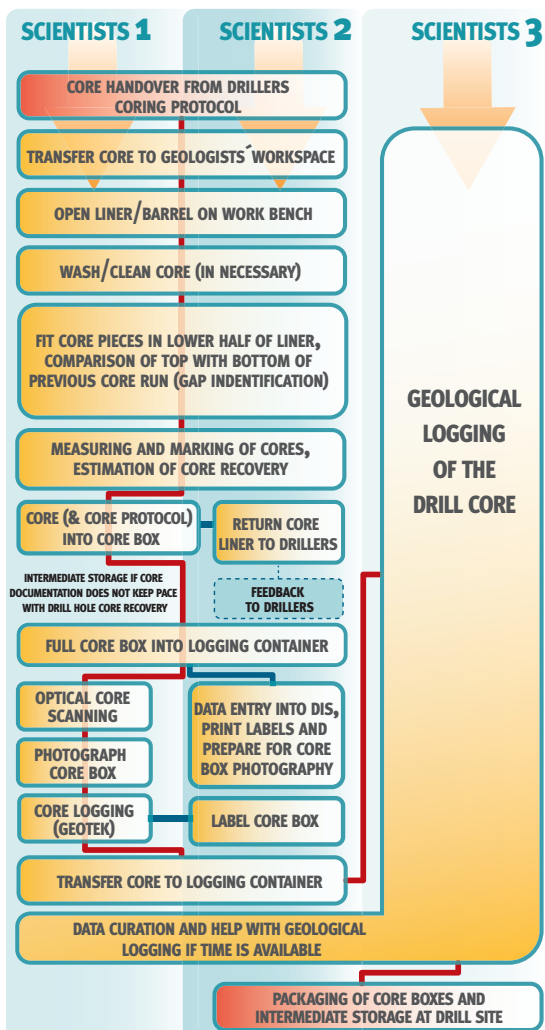 SCIENTISTS 1
SCIENTISTS 2
SCIENTISTS 3
CORE HANDOVER FROM DRILLERS
CORING PROTOCOL
TRANSFER CORE TO GEOLOGISTS´WORKSPACE
OPEN LINER/BARREL ON WORK BENCH
WASH/CLEAN CORE (IN NECESSARY)
FIT CORE PIECES IN LOWER HALF OF LINER,
COMPARISON OF TOP WITH BOTTOM OF
PREVIOUS CORE RUN (GAP INDENTIFICATION)
MEASURING AND MARKING OF CORES,
ESTIMATION OF CORE RECOVERY
CORE (& CORE PROTOCOL)
INTO CORE BOX
RETURN CORE
LINER TO DRILLERS
INTERMEDIATE STORAGE IF CORE
DOCUMENTATION DOES NOT KEEP PACE
WITH DRILL HOLE CORE RECOVERY
FEEDBACK
TO DRILLERS
FULL CORE BOX INTO LOGGING CONTAINER
OPTICAL CORE
SCANNING
DATA ENTRY INTO DIS,
PRINT LABELS AND
PREPARE FOR CORE
BOX PHOTOGRAPHY
PHOTOGRAPH
CORE BOX
CORE LOGGING
(GEOTEK)
LABEL CORE BOX
TRANSFER CORE TO LOGGING CONTAINER
GEOLOGICAL
LOGGING
OF THE
DRILL CORE
DATA CURATION AND HELP WITH GEOLOGICAL
LOGGING IF TIME IS AVAILABLE
PACKAGING OF CORE BOXES AND
INTERMEDIATE STORAGE AT DRILL SITE